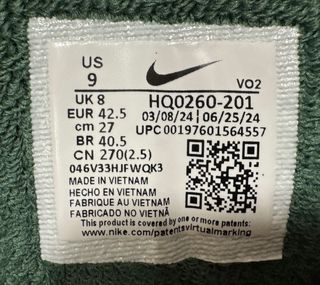 US
9
VO2
UK 8
HQ0260-201
EUR 42.5
03/08/24 06/25/24
cm 27
UPC00197601564557
BR 40.5
CN 270(2.5)
046V33HJFWQK3
MADE IN VIETNAM
HECHO EN VIETNAM
FABRIQUE AU VIETNAM
FABRICADO NO VIETNÃ
This product is covered by one or more patents. See
www.nike.com/patentsvirtualmarking